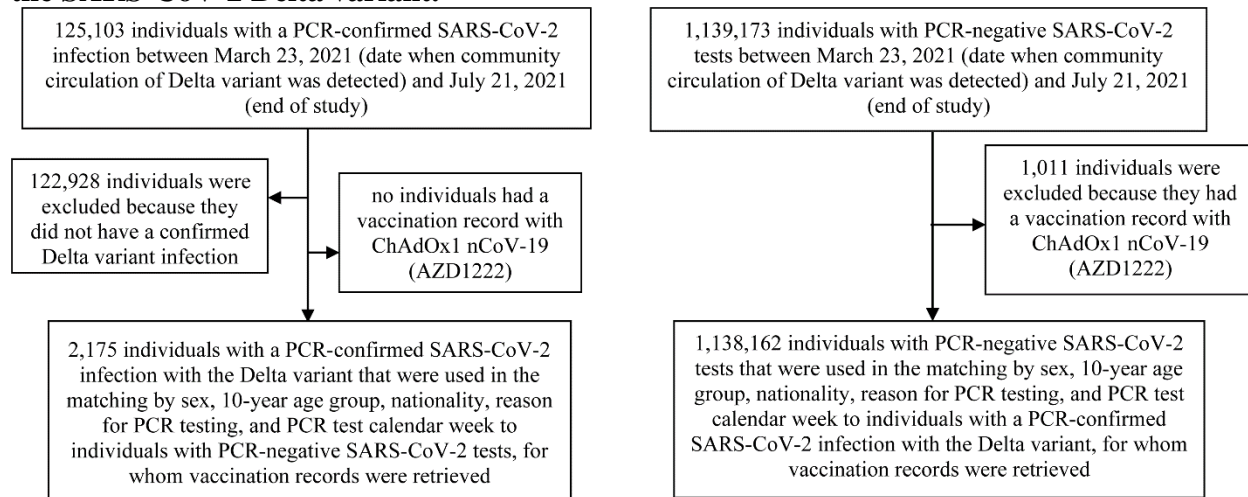 the SARS-CoV-2 Delta variant.
125,103 individuals with a PCR-confirmed SARS-CoV-2
infection between March 23, 2021 (date when community
circulation of Delta variant was detected) and July 21, 2021
(end of study)
122,928 individuals were
excluded because they
did not have a confirmed
Delta variant infection
no individuals had a
vaccination record with
ChAdOx1 nCoV-19
(AZD1222)
2,175 individuals with a PCR-confirmed SARS-CoV-2
infection with the Delta variant that were used in the
matching by sex, 10-year age group, nationality, reason
for PCR testing, and PCR test calendar week to
individuals with PCR-negative SARS-CoV-2 tests, for
whom vaccination records were retrieved
1,139,173 individuals with PCR-negative SARS-CoV-2
tests between March 23, 2021 (date when community
circulation of Delta variant was detected) and July 21, 2021
(end of study)
1,011 individuals were
excluded because they had
a vaccination record with
ChAdOx1 nCoV-19
(AZD1222)
1,138,162 individuals with PCR-negative SARS-CoV-2
tests that were used in the matching by sex, 10-year age
group, nationality, reason for PCR testing, and PCR test
calendar week to individuals with a PCR-confirmed
SARS-CoV-2 infection with the Delta variant, for whom
vaccination records were retrieved